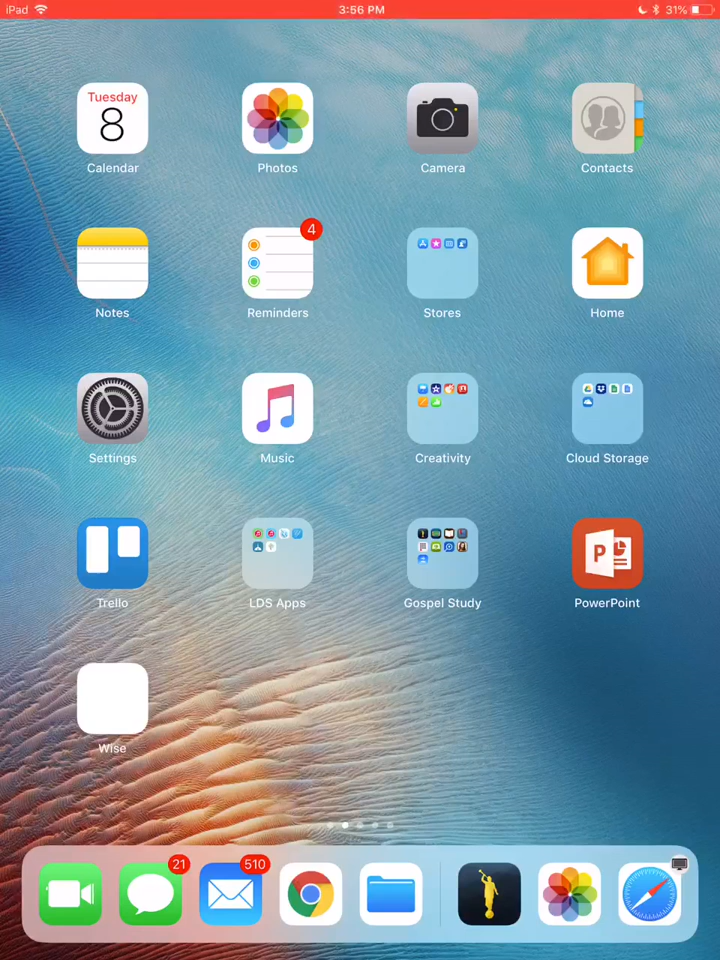 iPad 3:56 PM 31%
Tuesday
8
Calendar Photos Camera Contacts
4
Notes Reminders Stores Home
Settings Music Creativity Cloud Storage
P
Trello LDS Apps Gospel Study PowerPoint
Wise
21 510